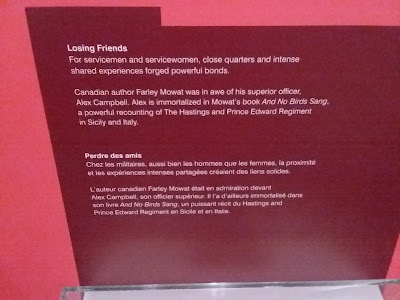 Losing Friends
For servicemen and servicewomen, close quarters and intense
shared experiences forged powerful bonds.
Canadian author Farley Mowat was in awe of his superior officer,
Alex Campbell. Alex is immortalized in Mowat's book And No Birds Sang,
a powerful recounting of The Hastings and Prince Edward Regiment
in Sicily and Italy.
Perdre des amis
Chez les militaires, aussi bien les hommes que les femmes, la proximité
et les expériences intenses partagées créaient des liens solides.
L'auteur canadien Farley Mowat était en admiration devant
Alex Campbell, son officier supérieur. Il l'a d'ailleurs immortalisé dans
son livre And No Birds Sang, un puissant récit du Hastings and
Prince Edward Regiment en Sicile et en Italie.